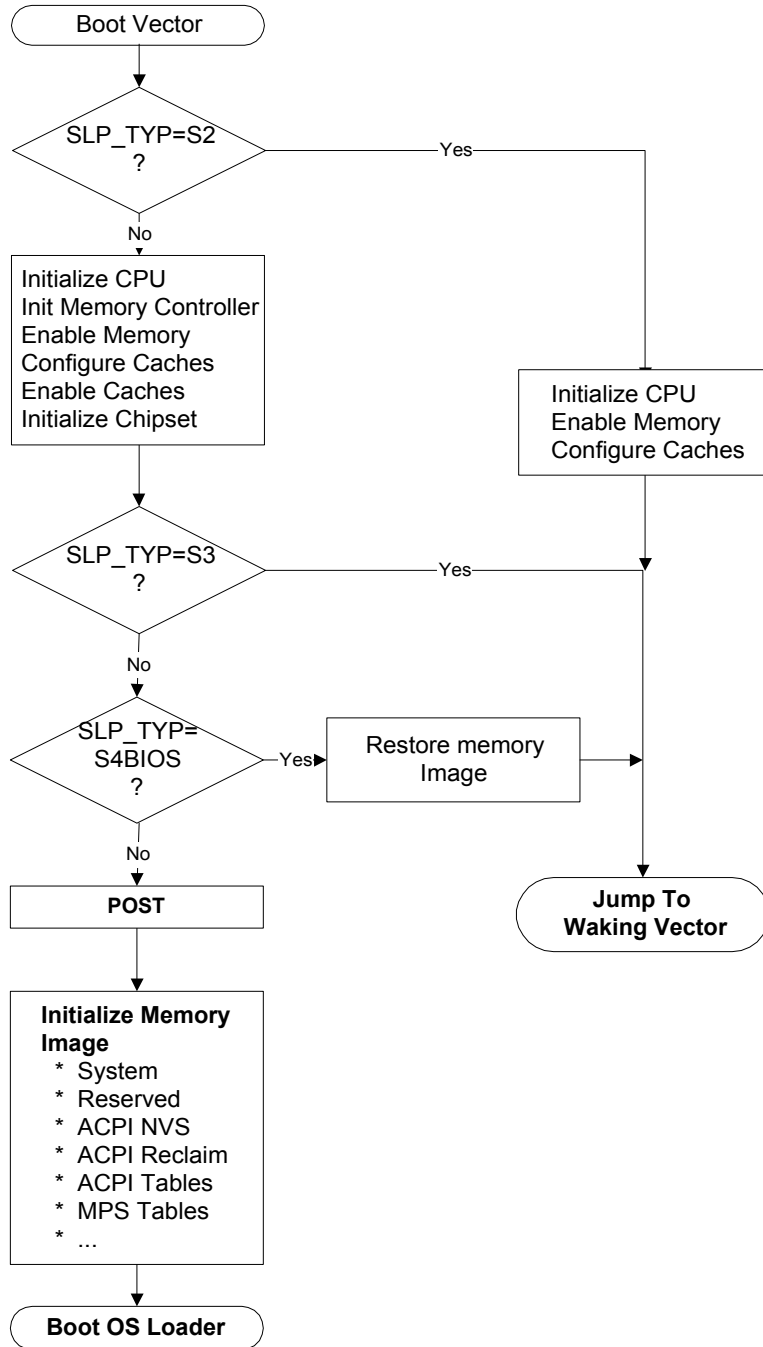 Boot Vector
SLP_TYP=S2
?
Yes
No
Initialize CPU
Init Memory Controller
Enable Memory
Configure Caches
Enable Caches
Initialize Chipset
Initialize CPU
Enable Memory
Configure Caches
SLP_TYP=S3
?
Yes
No
SLP_TYP=
S4BIOS
?
Yes
Restore memory
Image
No
POST
Jump To
Waking Vector
Initialize Memory
Image
* System
* Reserved
* ACPI NVS
* ACPI Reclaim
* ACPI Tables
* MPS Tables
* ...
Boot OS Loader